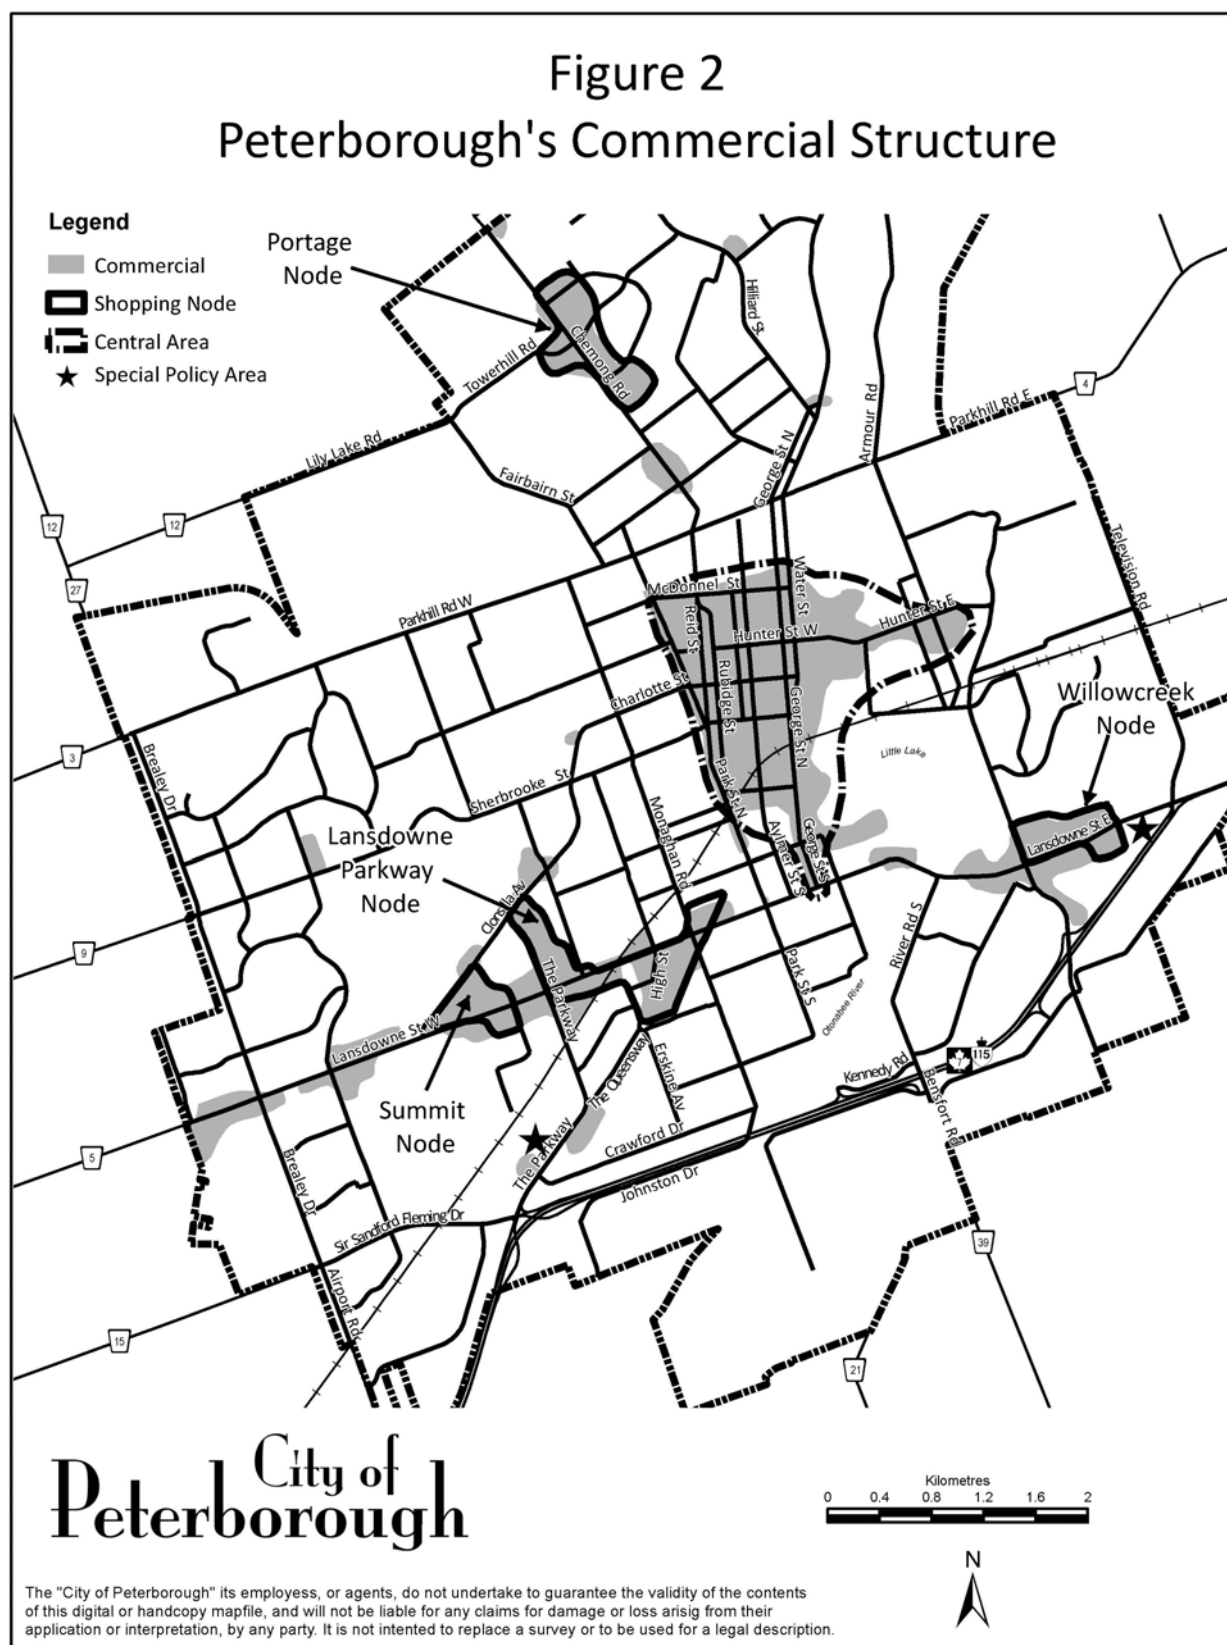 Figure 2
Peterborough's Commercial Structure
Legend
Commercial
Shopping Node
Central Area
Special Policy Area
Portage
Node
Hilliard St
Chemong Rd
Towerhill Rd
4
Parkhill Rd E
Armour Rd
Lily Lake Rd
George St N
Fairbairn St
12
12
27
Television Rd
Water St
McDonnel St
Parkhill Rd W
Reid St
Hunter St E
Hunter St W
Charlotte St
Rubidge St
George St N
Willowcreek
Node
3
Brealey Dr
Little Lake
Park St N
Sherbrooke St
Monaghan Rd
Lansdowne
Parkway
Node
Aylmer St S
George St S
Lansdowne St E
Clonsilla Av
9
River Rd S
The Parkway
High St
Park St S
Otonabee River
Lansdowne St W
The Queensway
Erskine Av
Kennedy Rd
7
115
Bensfort Rd
Summit
Node
5
The Parkway
Crawford Dr
Brealey Dr
Johnston Dr
Sir Sandford Fleming Dr
39
Airport Rd
15
21
City of
Peterborough
Kilometres
0 0.4 0.8 1.2 1.6 2
N
The "City of Peterborough" its employess, or agents, do not undertake to guarantee the validity of the contents
of this digital or handcopy mapfile, and will not be liable for any claims for damage or loss arisig from their
application or interpretation, by any party. It is not intended to replace a survey or to be used for a legal description.